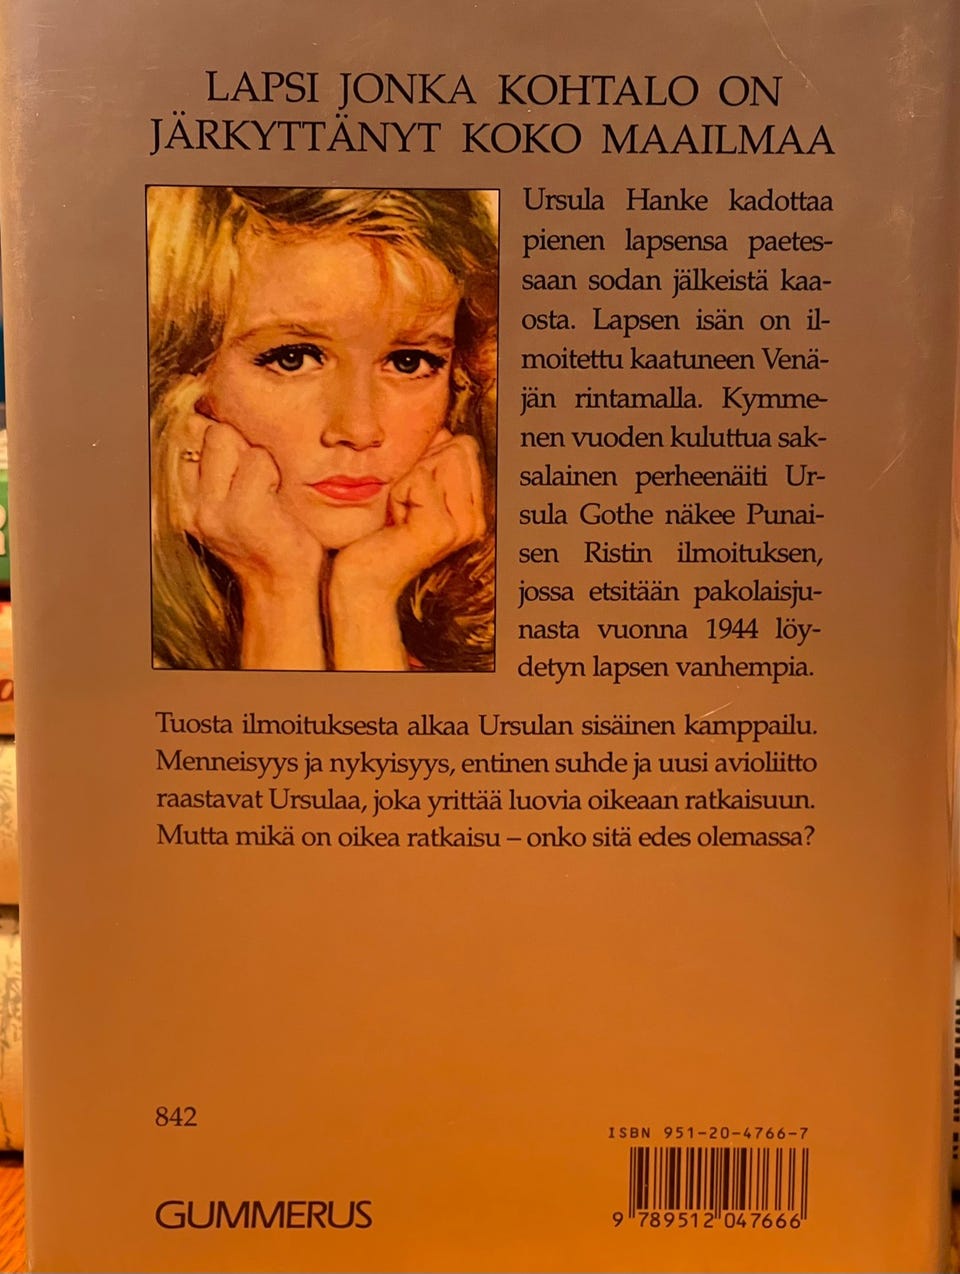 LAPSI JONKA KOHTALO ON
JÄRKYTTÄNYT KOKO MAAILMAA
Ursula Hanke kadottaa
pienen lapsensa paetes-
saan sodan jälkeistä kaa-
osta. Lapsen isän on il-
moitettu kaatuneen Venä-
jän rintamalla. Kymme-
nen vuoden kuluttua sak-
salainen perheenäiti Ur-
sula Gothe näkee Punai-
sen Ristin ilmoituksen,
jossa etsitään pakolaisju-
nasta vuonna 1944 löy-
detyn lapsen vanhempia.
Tuosta ilmoituksesta alkaa Ursulan sisäinen kamppailu.
Menneisyys ja nykyisyys, entinen suhde ja uusi avioliitto
raastavat Ursulaa, joka yrittää luovia oikeaan ratkaisuun.
Mutta mikä on oikea ratkaisu – onko sitä edes olemassa?
842
ISBN 951-20-4766-7
GUMMERUS
9 789512 047666